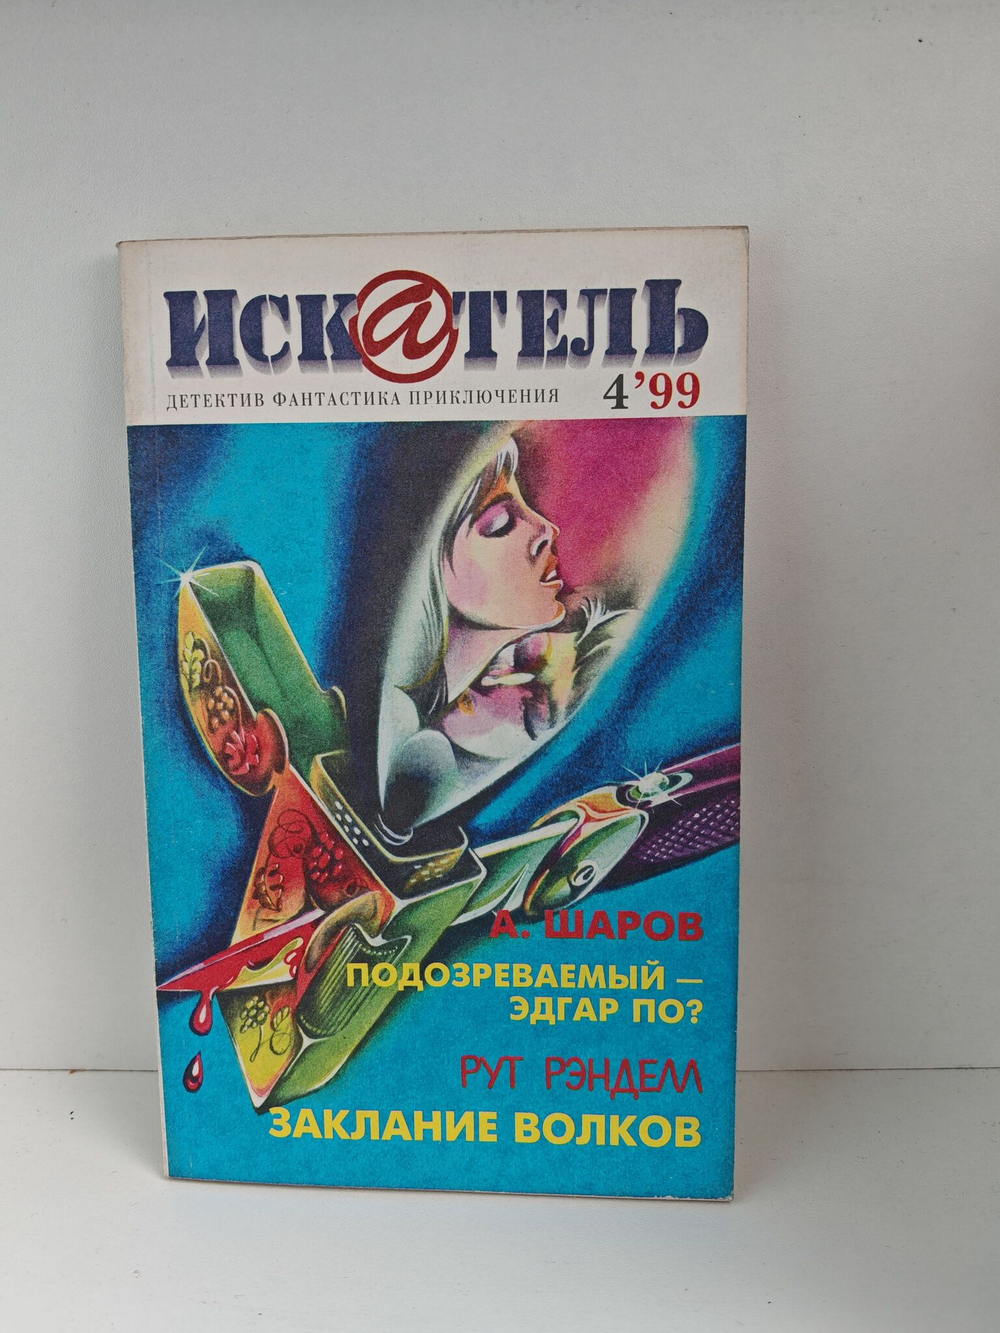 ИСК@ТЕЛЬ
ДЕТЕКТИВ ФАНТАСТИКА ПРИКЛЮЧЕНИЯ
4'99
А. ШАРОВ
ПОДОЗРЕВАЕМЫЙ —
ЭДГАР ПО?
РУТ РЭНДЕЛЛ
ЗАКЛАНИЕ ВОЛКОВ